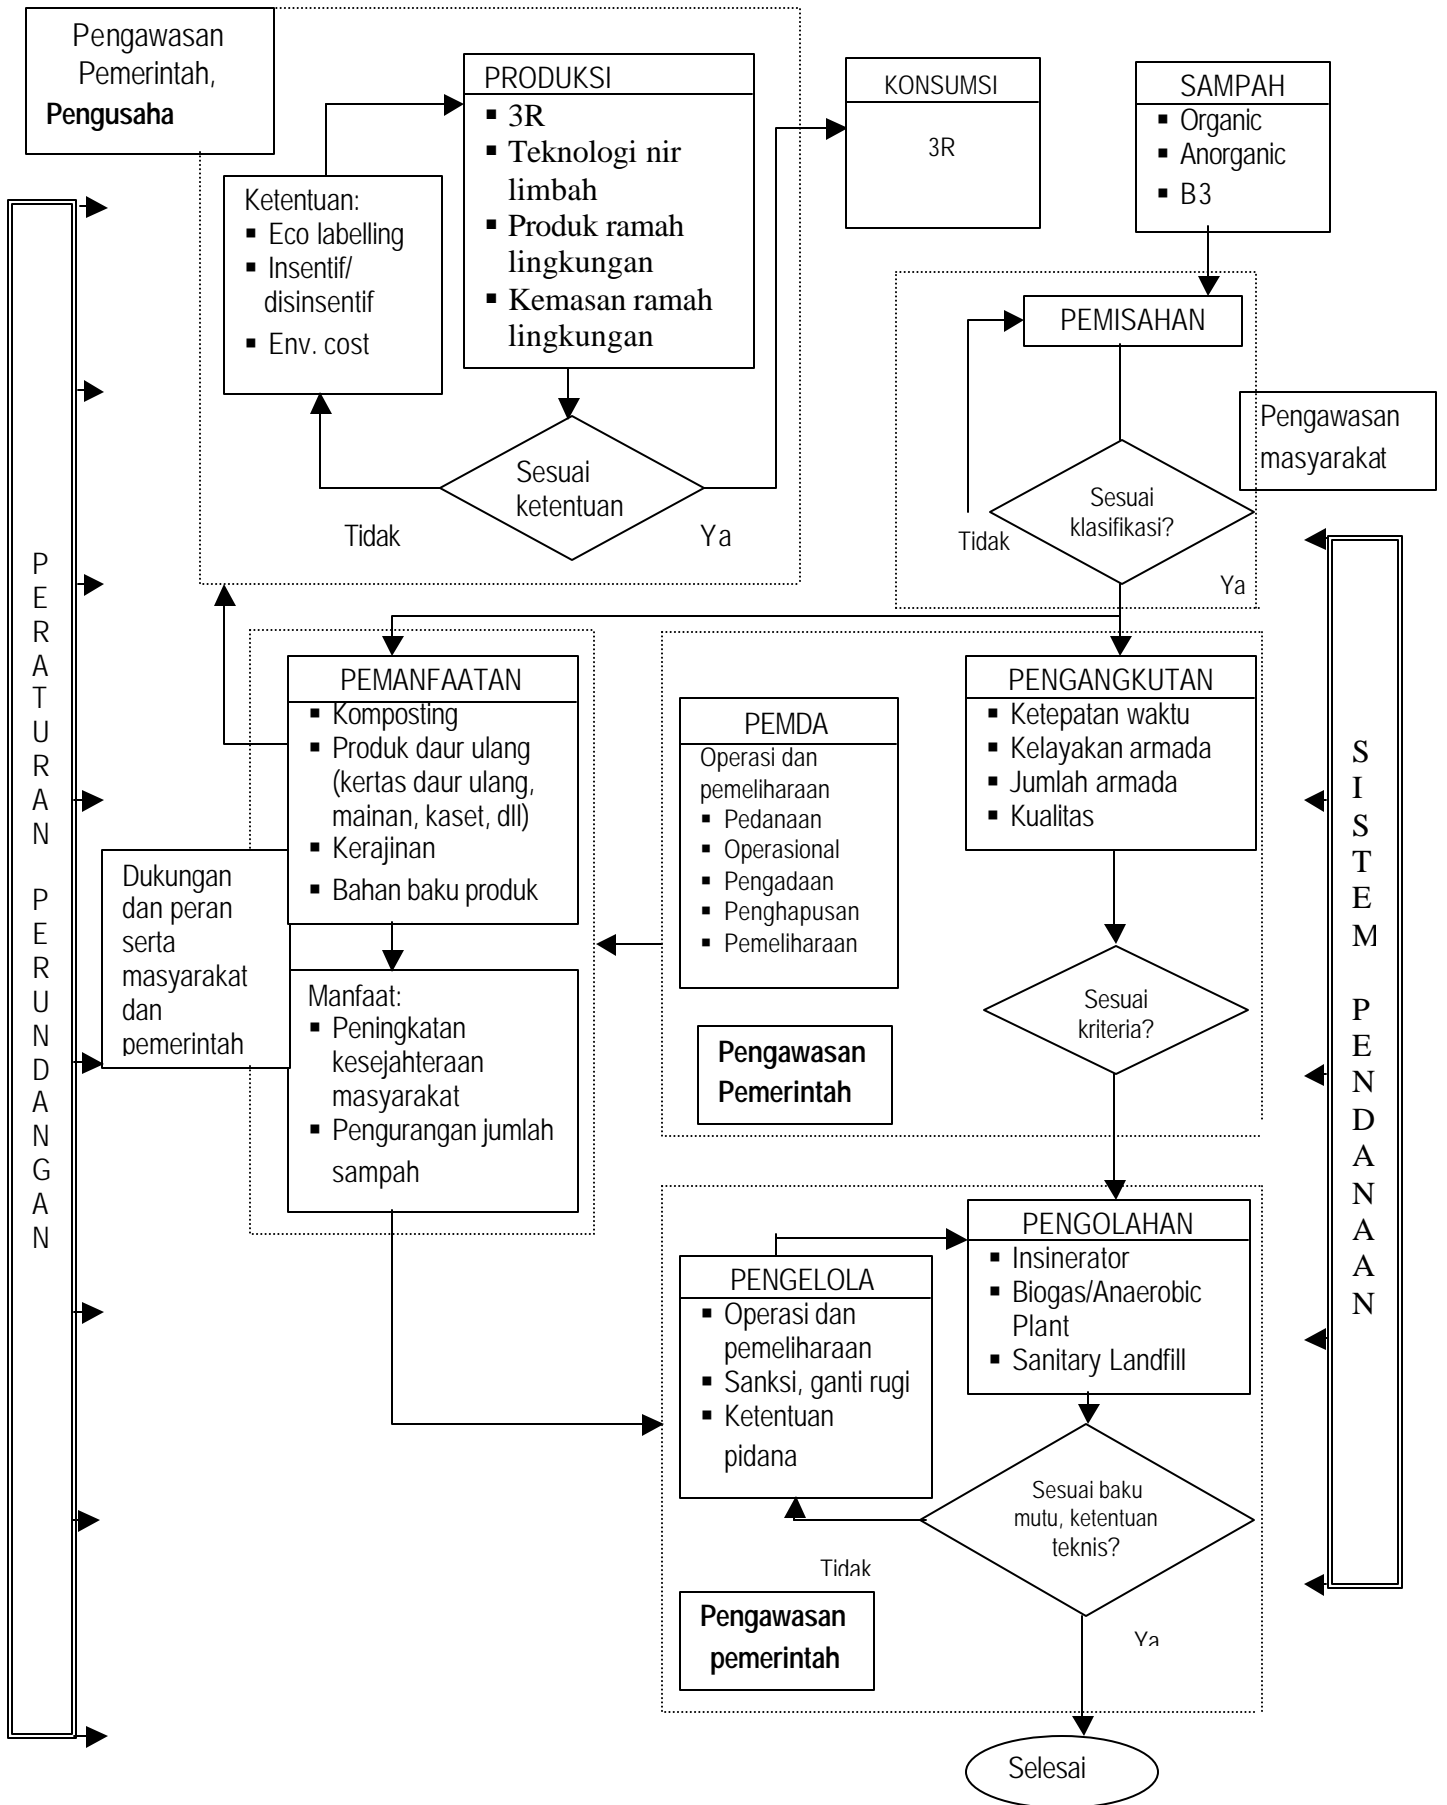 Pengawasan
Pemerintah,
Pengusaha
PRODUKSI
▪ 3R
▪ Teknologi nir
limbah
▪ Produk ramah
lingkungan
▪ Kemasan ramah
lingkungan
KONSUMSI
3R
SAMPAH
▪ Organic
▪ Anorganic
▪ B3
Ketentuan:
▪ Eco labelling
▪ Insentif/
disinsentif
▪ Env. cost
PEMISAHAN
Pengawasan
masyarakat
Sesuai
ketentuan
Tidak
Ya
Sesuai
klasifikasi?
Tidak
Ya
PERATURAN PERUNDANGAN
SISTEM PENDANAAN
PEMANFAATAN
▪ Komposting
▪ Produk daur ulang
(kertas daur ulang,
mainan, kaset, dll)
▪ Kerajinan
▪ Bahan baku produk
PEMDA
Operasi dan
pemeliharaan
▪ Pedanaan
▪ Operasional
▪ Pengadaan
▪ Penghapusan
▪ Pemeliharaan
PENGANGKUTAN
▪ Ketepatan waktu
▪ Kelayakan armada
▪ Jumlah armada
▪ Kualitas
Dukungan
dan peran
serta
masyarakat
dan
pemerintah
Manfaat:
▪ Peningkatan
kesejahteraan
masyarakat
▪ Pengurangan jumlah
sampah
Sesuai
kriteria?
Pengawasan
Pemerintah
PENGELOLA
▪ Operasi dan
pemeliharaan
▪ Sanksi, ganti rugi
▪ Ketentuan
pidana
PENGOLAHAN
▪ Insinerator
▪ Biogas/Anaerobic
Plant
▪ Sanitary Landfill
Sesuai baku
mutu, ketentuan
teknis?
Tidak
Ya
Pengawasan
pemerintah
Selesai